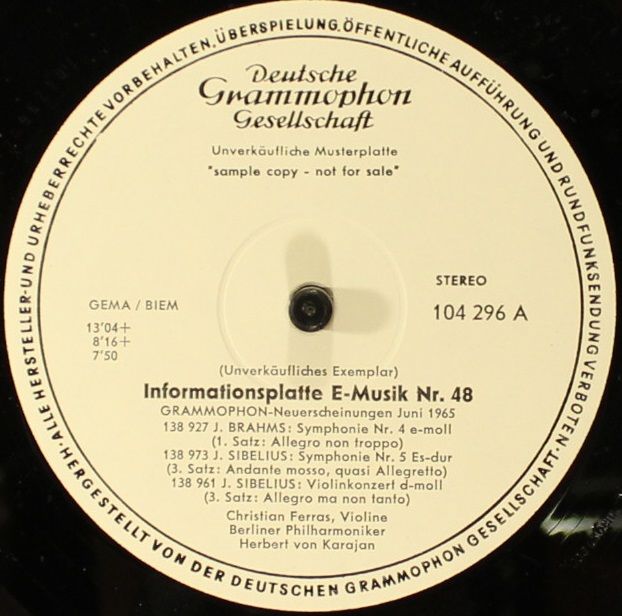 ALLE HERSTELLER-UND URHEBERRECHTE VORBEHALTEN. ÜBERSPIELUNG. ÖFFENTLICHE AUFFÜHRUNG UND RUNDFUNKSENDUNG VERBOTEN·
HERGESTELLT VON DER DEUTSCHEN GRAMMOPHON GESELLSCHAFT·
Deutsche
Grammophon
Gesellschaft
Unverkäufliche Musterplatte
"sample copy - not for sale"
GEMA / BIEM
13'04+
8'16+
7'50
STEREO
104 296 A
(Unverkäufliches Exemplar)
Informationsplatte E-Musik Nr. 48
GRAMMOPHON-Neuerscheinungen Juni 1965
138 927 J. BRAHMS: Symphonie Nr. 4 e-moll
(1. Satz: Allegro non troppo)
138 973 J. SIBELIUS: Symphonie Nr. 5 Es-dur
(3. Satz: Andante mosso, quasi Allegretto)
138 961 J. SIBELIUS: Violinkonzert d-moll
(3. Satz: Allegro ma non tanto)
Christian Ferras, Violine
Berliner Philharmoniker
Herbert von Karajan